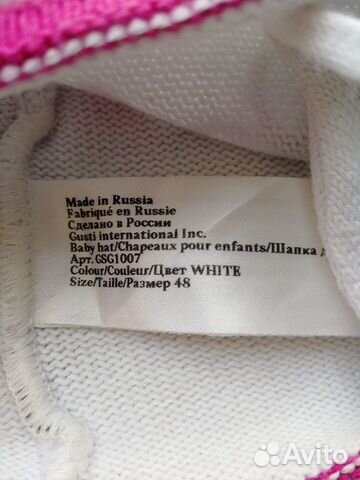 Made in Russia
Fabriqué en Russie
Сделано в России
Gusti international Inc.
Baby hat/Chapeaux pour enfants/Шапка д
Арт. GSG1007
Colour/Couleur/Цвет WHITE
Size/Taille/Размер 48
Avito